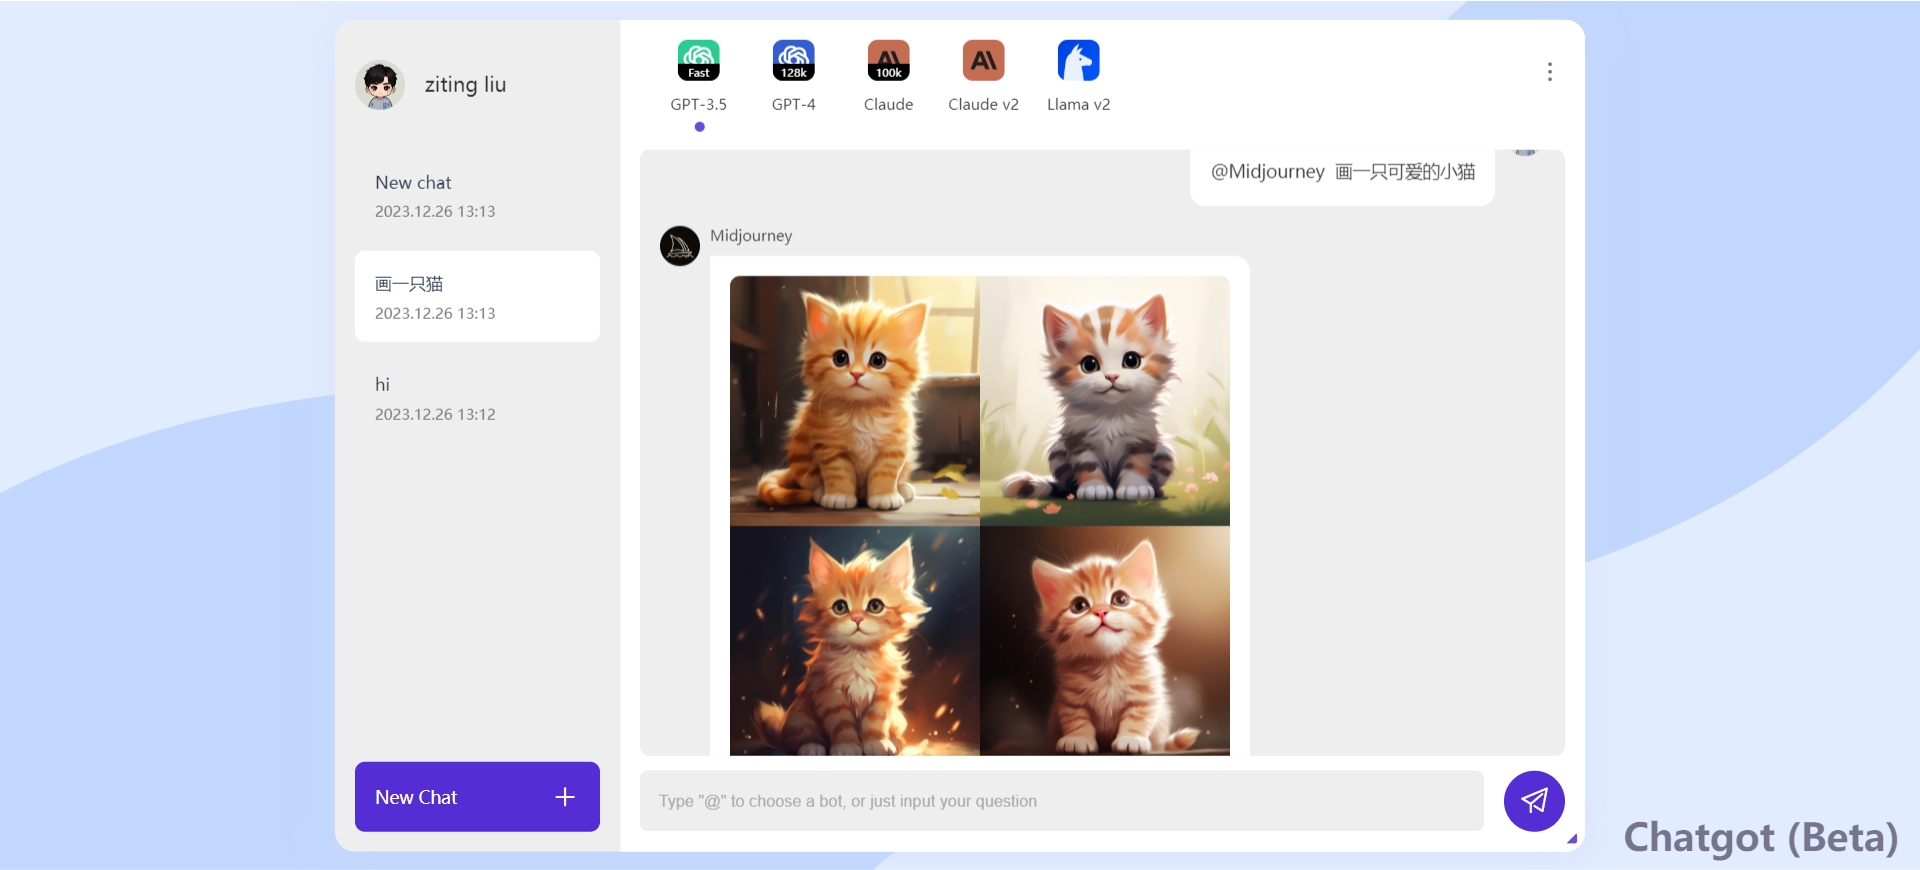 ziting liu
New chat
2023.12.26 13:13
画一只猫
2023.12.26 13:13
hi
2023.12.26 13:12
New Chat
Fast
GPT-3.5
128k
GPT-4
100k
Claude
Claude v2
Llama v2
@Midjourney 画一只可爱的小猫
Midjourney
Type "@" to choose a bot, or just input your question
Chatgot (Beta)